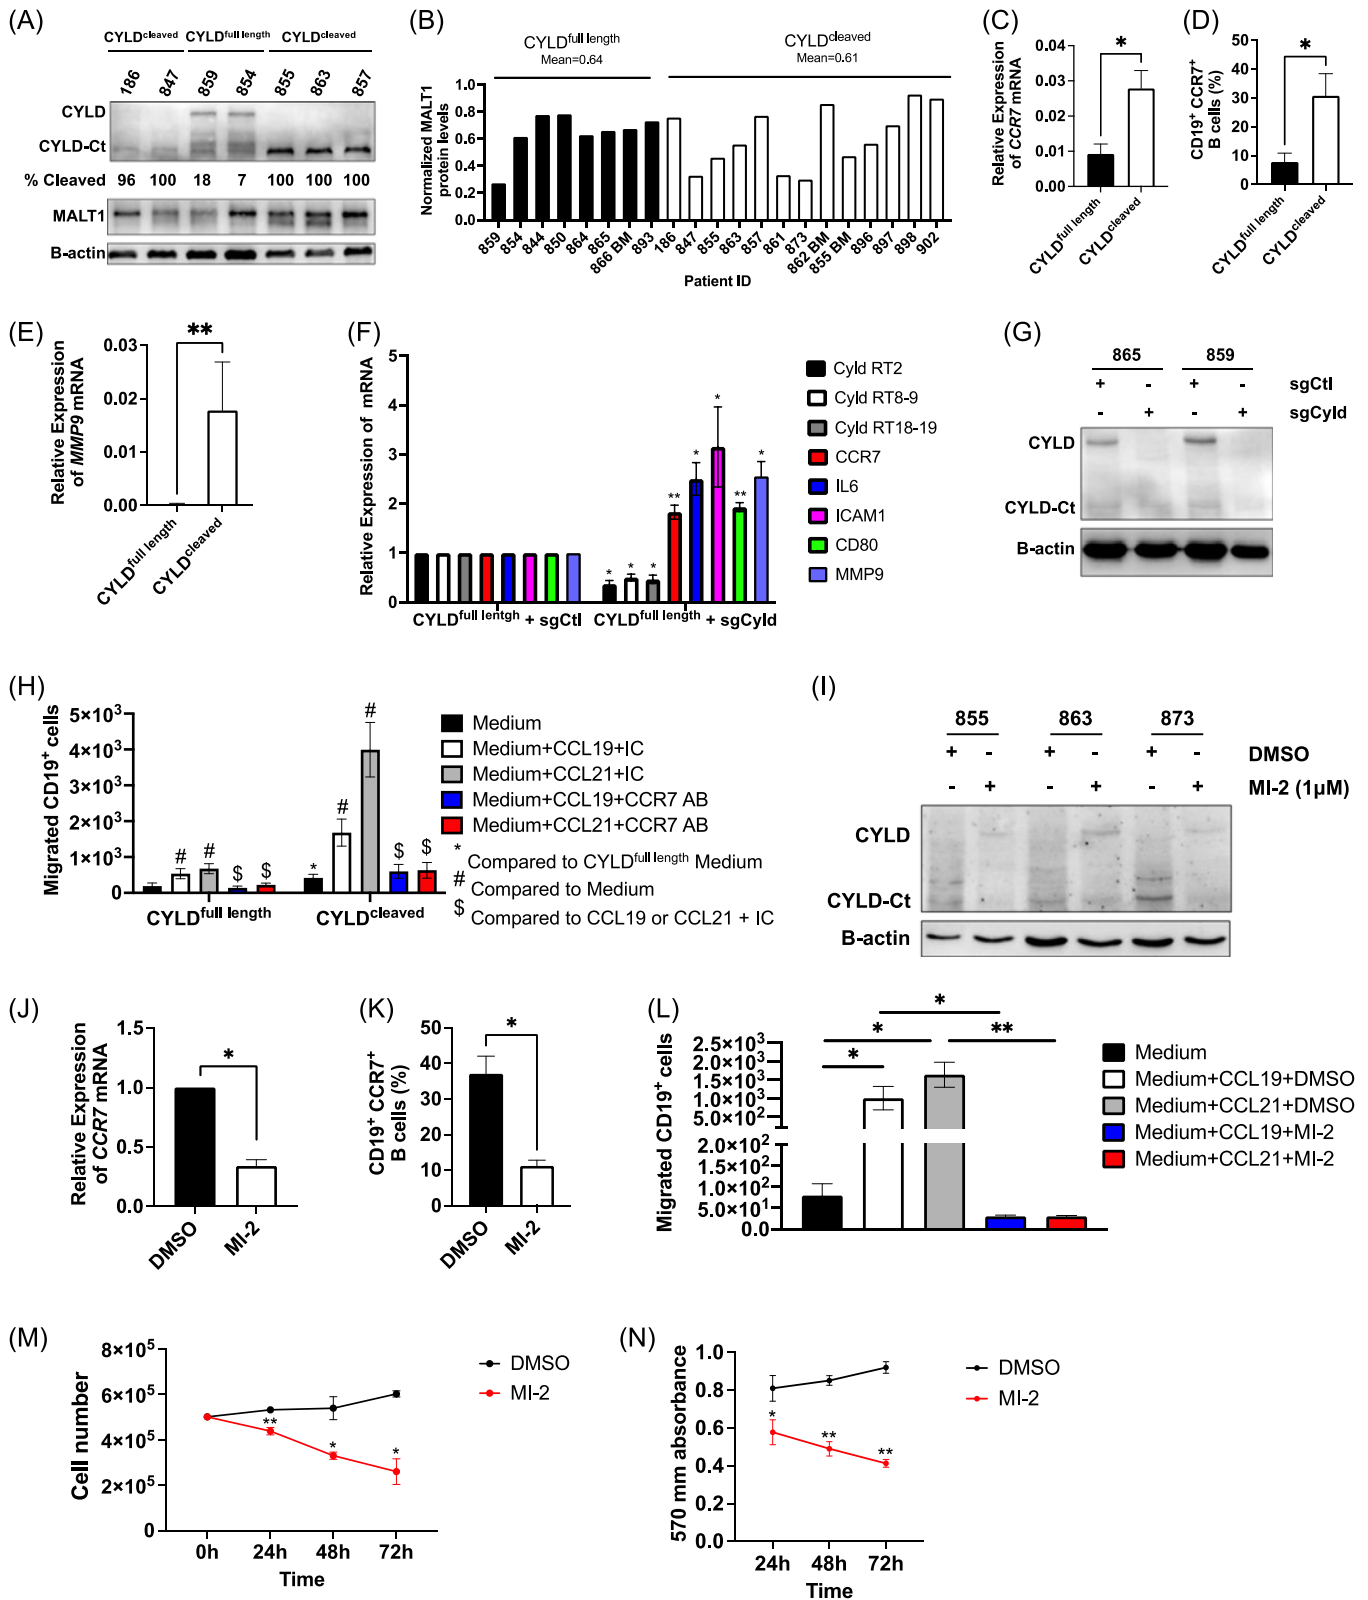 (A)
CYLDcleaved CYLDfull length CYLDcleaved
186 847 859 854 855 863 857
CYLD
CYLD-Ct
% Cleaved 96 100 18 7 100 100 100
MALT1
B-actin
(B)
CYLDfull length
Mean=0.64
CYLDcleaved
Mean=0.61
Normalized MALT1
protein levels
1.0
0.8
0.6
0.4
0.2
0.0
859 854 844 850 864 865 866 BM 893 186 847 855 863 857 861 873 862 BM 855 BM 896 897 898 902
Patient ID
(C)
*
Relative Expression
of CCR7 mRNA
0.04
0.03
0.02
0.01
0.00
CYLDfull length
CYLDcleaved
(D)
*
CD19+ CCR7+
B cells (%)
50
40
30
20
10
0
CYLDfull length
CYLDcleaved
(E)
**
Relative Expression
of MMP9 mRNA
0.03
0.02
0.01
0.00
CYLDfull length
CYLDcleaved
(F)
Relative Expression of mRNA
5
4
3
2
1
0
* * * ** * * ** *
CYLDfull lentgh + sgCtl
CYLDfull length + sgCyld
Cyld RT2
Cyld RT8-9
Cyld RT18-19
CCR7
IL6
ICAM1
CD80
MMP9
(G)
865 859
+ - + - sgCtl
- + - + sgCyld
CYLD
CYLD-Ct
B-actin
(H)
Migrated CD19+ cells
5×10³
4×10³
3×10³
2×10³
1×10³
0
# # $ $ * # # $ $
CYLDfull length
CYLDcleaved
Medium
Medium+CCL19+IC
Medium+CCL21+IC
Medium+CCL19+CCR7 AB
Medium+CCL21+CCR7 AB
* Compared to CYLDfull length Medium
# Compared to Medium
$ Compared to CCL19 or CCL21 + IC
(I)
855 863 873
+ - + - + - DMSO
- + - + - + MI-2 (1µM)
CYLD
CYLD-Ct
B-actin
(J)
*
Relative Expression
of CCR7 mRNA
1.5
1.0
0.5
0.0
DMSO
MI-2
(K)
*
CD19+ CCR7+
B cells (%)
50
40
30
20
10
0
DMSO
MI-2
(L)
*
* **
*
Migrated CD19+ cells
2.5×10³
2.0×10³
1.5×10³
1.0×10³
5.0×10²
2.0×10²
1.5×10²
1.0×10²
5.0×10¹
0.0
Medium
Medium+CCL19+DMSO
Medium+CCL21+DMSO
Medium+CCL19+MI-2
Medium+CCL21+MI-2
(M)
Cell number
8×10⁵
6×10⁵
4×10⁵
2×10⁵
0
** * *
0h 24h 48h 72h
Time
DMSO
MI-2
(N)
570 mm absorbance
1.0
0.8
0.6
0.4
0.2
0.0
* ** **
24h 48h 72h
Time
DMSO
MI-2